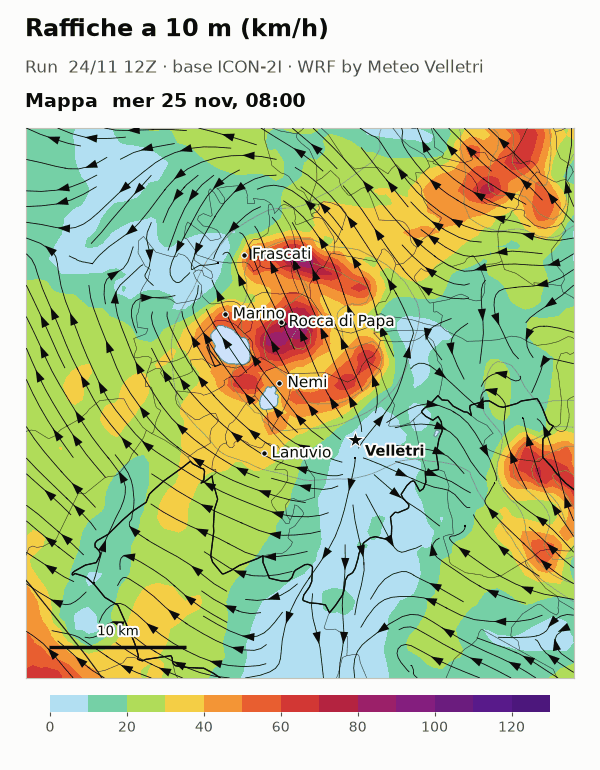 Raffiche a 10 m (km/h)
Run 24/11 12Z · base ICON-2I · WRF by Meteo Velletri
Mappa mer 25 nov, 08:00
Frascati
Marino
Rocca di Papa
Nemi
Velletri
Lanuvio
10 km
0 20 40 60 80 100 120